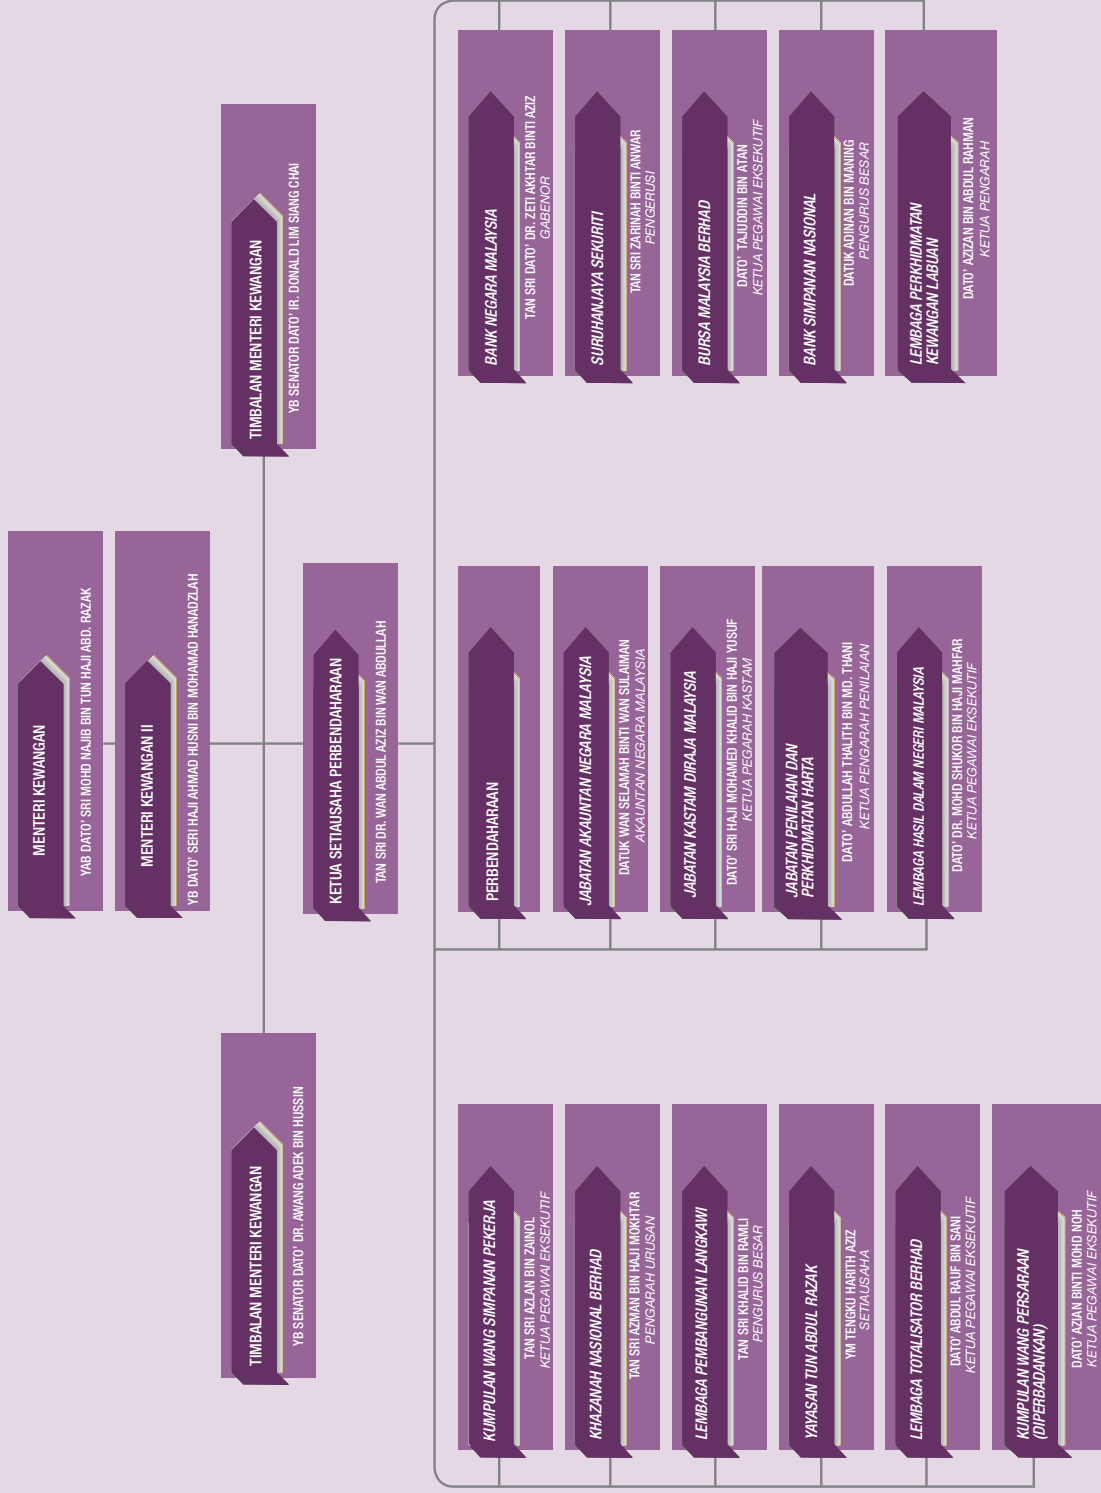 MENTERI KEWANGAN
YAB DATO' SRI MOHD NAJIB BIN TUN HAJI ABD. RAZAK
MENTERI KEWANGAN II
YB DATO' SERI HAJI AHMAD HUSNI BIN MOHAMAD HANADZLAH
TIMBALAN MENTERI KEWANGAN
YB SENATOR DATO' DR. AWANG ADEK BIN HUSSIN
TIMBALAN MENTERI KEWANGAN
YB SENATOR DATO' IR. DONALD LIM SIANG CHAI
KETUA SETIAUSAHA PERBENDAHARAAN
TAN SRI DR. WAN ABDUL AZIZ BIN WAN ABDULLAH
KUMPULAN WANG SIMPANAN PEKERJA
TAN SRI AZLAN BIN ZAINOL
KETUA PEGAWAI EKSEKUTIF
KHAZANAH NASIONAL BERHAD
TAN SRI AZMAN BIN HAJI MOKHTAR
PENGARAH URUSAN
LEMBAGA PEMBANGUNAN LANGKAWI
TAN SRI KHALID BIN RAMLI
PENGURUS BESAR
YAYASAN TUN ABDUL RAZAK
YM TENGKU HARITH AZIZ
SETIAUSAHA
LEMBAGA TOTALISATOR BERHAD
DATO' ABDUL RAUF BIN SANI
KETUA PEGAWAI EKSEKUTIF
KUMPULAN WANG PERSARAAN
(DIPERBADANKAN)
DATO' AZIAN BINTI MOHD NOH
KETUA PEGAWAI EKSEKUTIF
PERBENDAHARAAN
JABATAN AKAUNTAN NEGARA MALAYSIA
DATUK WAN SELAMAH BINTI WAN SULAIMAN
AKAUNTAN NEGARA MALAYSIA
JABATAN KASTAM DIRAJA MALAYSIA
DATO' SRI HAJI MOHAMED KHALID BIN HAJI YUSUF
KETUA PEGARAH KASTAM
JABATAN PENILAIAN DAN
PERKHIDMATAN HARTA
DATO' ABDULLAH THALITH BIN MD. THANI
KETUA PENGARAH PENILAIAN
LEMBAGA HASIL DALAM NEGERI MALAYSIA
DATO' DR. MOHD SHUKOR BIN HAJI MAHFAR
KETUA PEGAWAI EKSEKUTIF
BANK NEGARA MALAYSIA
TAN SRI DATO' DR. ZETI AKHTAR BINTI AZIZ
GABENOR
SURUHANJAYA SEKURITI
TAN SRI ZARINAH BINTI ANWAR
PENGERUSI
BURSA MALAYSIA BERHAD
DATO' TAJUDDIN BIN ATAN
KETUA PEGAWAI EKSEKUTIF
BANK SIMPANAN NASIONAL
DATUK ADINAN BIN MANING
PENGURUS BESAR
LEMBAGA PERKHIDMATAN
KEWANGAN LABUAN
DATO' AZIZAN BIN ABDUL RAHMAN
KETUA PENGARAH